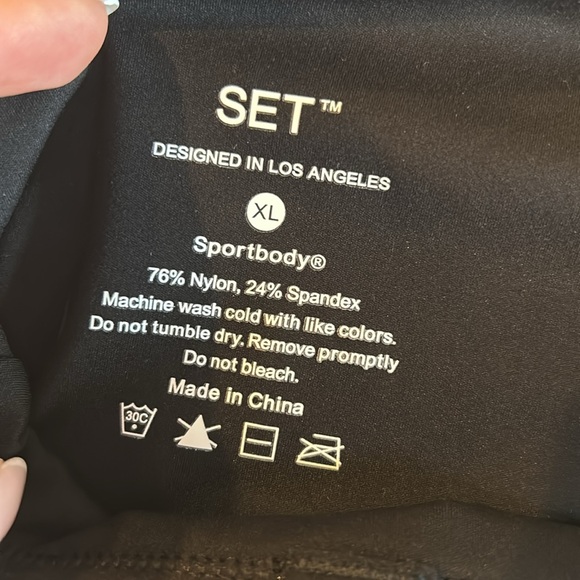 SET™
DESIGNED IN LOS ANGELES
XL
Sportbody®
76% Nylon, 24% Spandex
Machine wash cold with like colors.
Do not tumble dry. Remove promptly
Do not bleach.
Made in China
30C